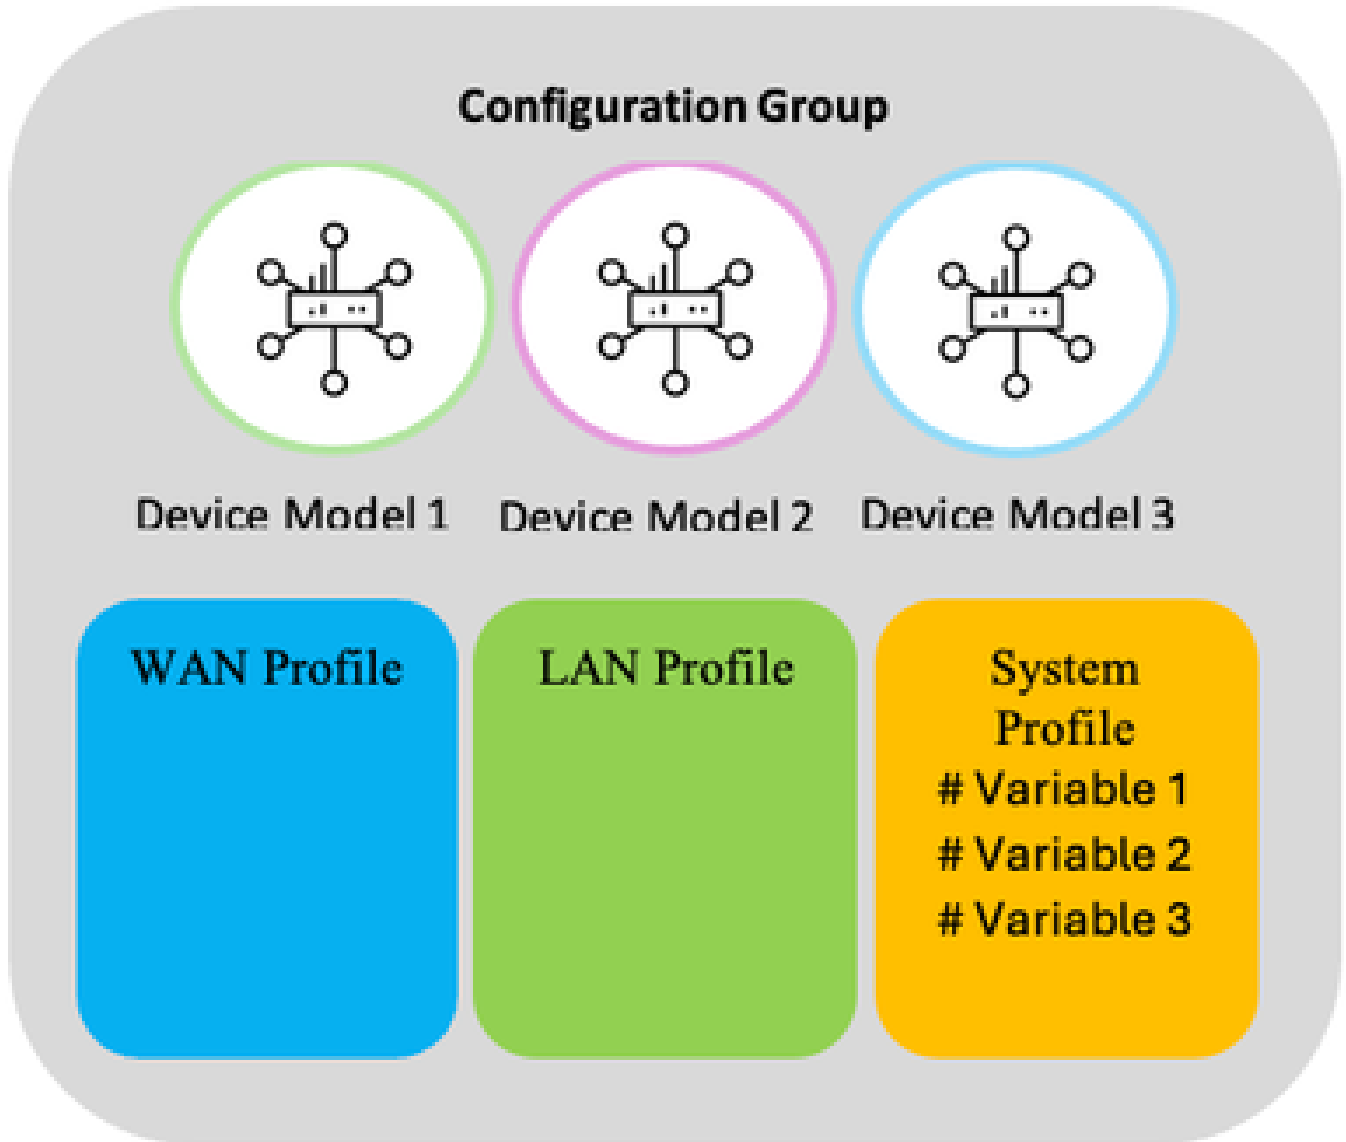 Configuration Group
Device Model 1
Device Model 2
Device Model 3
WAN Profile
LAN Profile
System
Profile
# Variable 1
# Variable 2
# Variable 3